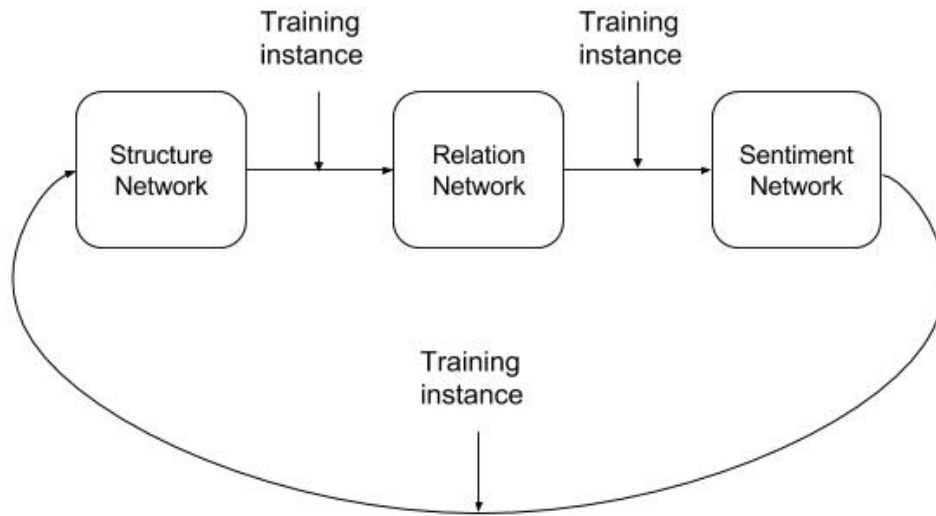 Training
instance
Training
instance
Structure
Network
Relation
Network
Sentiment
Network
Training
instance